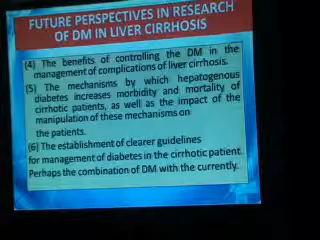 FUTURE PERSPECTIVES IN RESEARCH
OF DM IN LIVER CIRRHOSIS
(4) The benefits of controlling the DM in the
management of complications of liver cirrhosis.
(5) The mechanisms by which hepatogenous
diabetes increases morbidity and mortality of
cirrhotic patients, as well as the impact of the
manipulation of these mechanisms on
the patients.
(6) The establishment of clearer guidelines
for management of diabetes in the cirrhotic patient.
Perhaps the combination of DM with the currently.